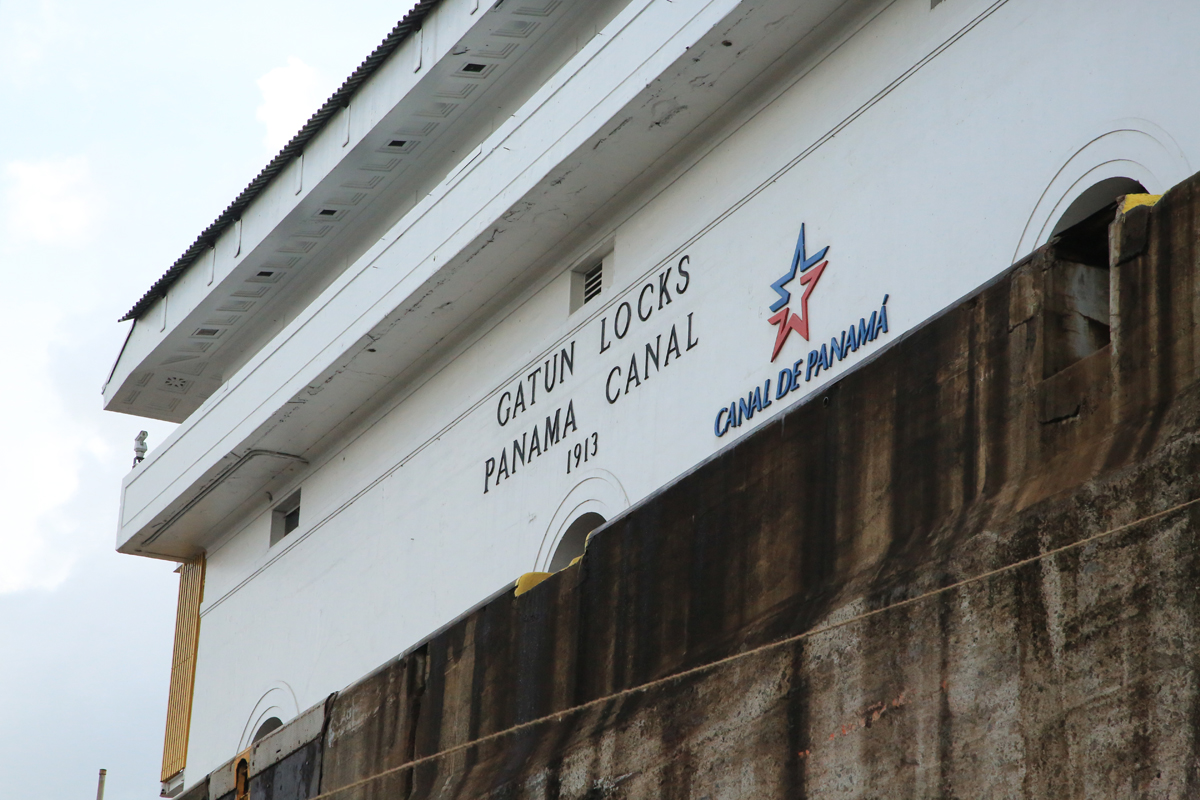 GATUN LOCKS
PANAMA CANAL
1913
CANAL DE PANAMÁ